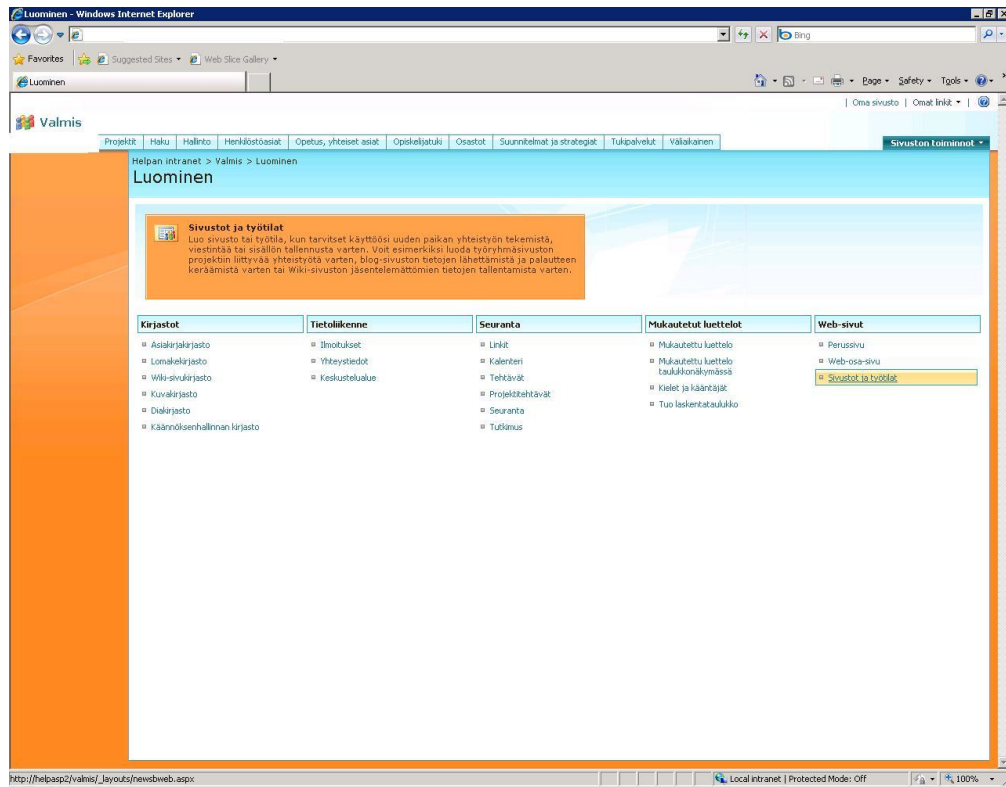 Luominen - Windows Internet Explorer
Bing
Favorites Suggested Sites Web Slice Gallery
Luominen
Page Safety Tools
Oma sivusto | Omat linkit
Valmis
Projektit Haku Hallinto Henkilöstöasiat Opetus, yhteiset asiat Opiskelijatuki Osastot Suunnitelmat ja strategiat Tukipalvelut Väliaikainen
Sivuston toiminnot
Helpan intranet > Valmis > Luominen
Luominen
Sivustot ja työtilat
Luo sivusto tai työtila, kun tarvitset käyttöösi uuden paikan yhteistyön tekemistä,
viestintää tai sisällön tallennusta varten. Voit esimerkiksi luoda työryhmäsivuston
projektiin liittyvää yhteistyötä varten, blog-sivuston tietojen lähettämistä ja palautteen
keräämistä varten tai Wiki-sivuston jäsentelemättömien tietojen tallentamista varten.
Kirjastot
Asiakirjakirjasto
Lomakekirjasto
Wiki-sivukirjasto
Kuvakirjasto
Diakirjasto
Käännöksenhallinnan kirjasto
Tietoliikenne
Ilmoitukset
Yhteystiedot
Keskustelualue
Seuranta
Linkit
Kalenteri
Tehtävät
Projektitehtävät
Seuranta
Tutkimus
Mukautetut luettelot
Mukautettu luettelo
Mukautettu luettelo
taulukkonäkymässä
Kielet ja kääntäjät
Tuo laskentataulukko
Web-sivut
Perussivu
Web-osa-sivu
Sivustot ja työtilat
http://helpasp2/valmis/_layouts/newsbweb.aspx
Local intranet | Protected Mode: Off
100%